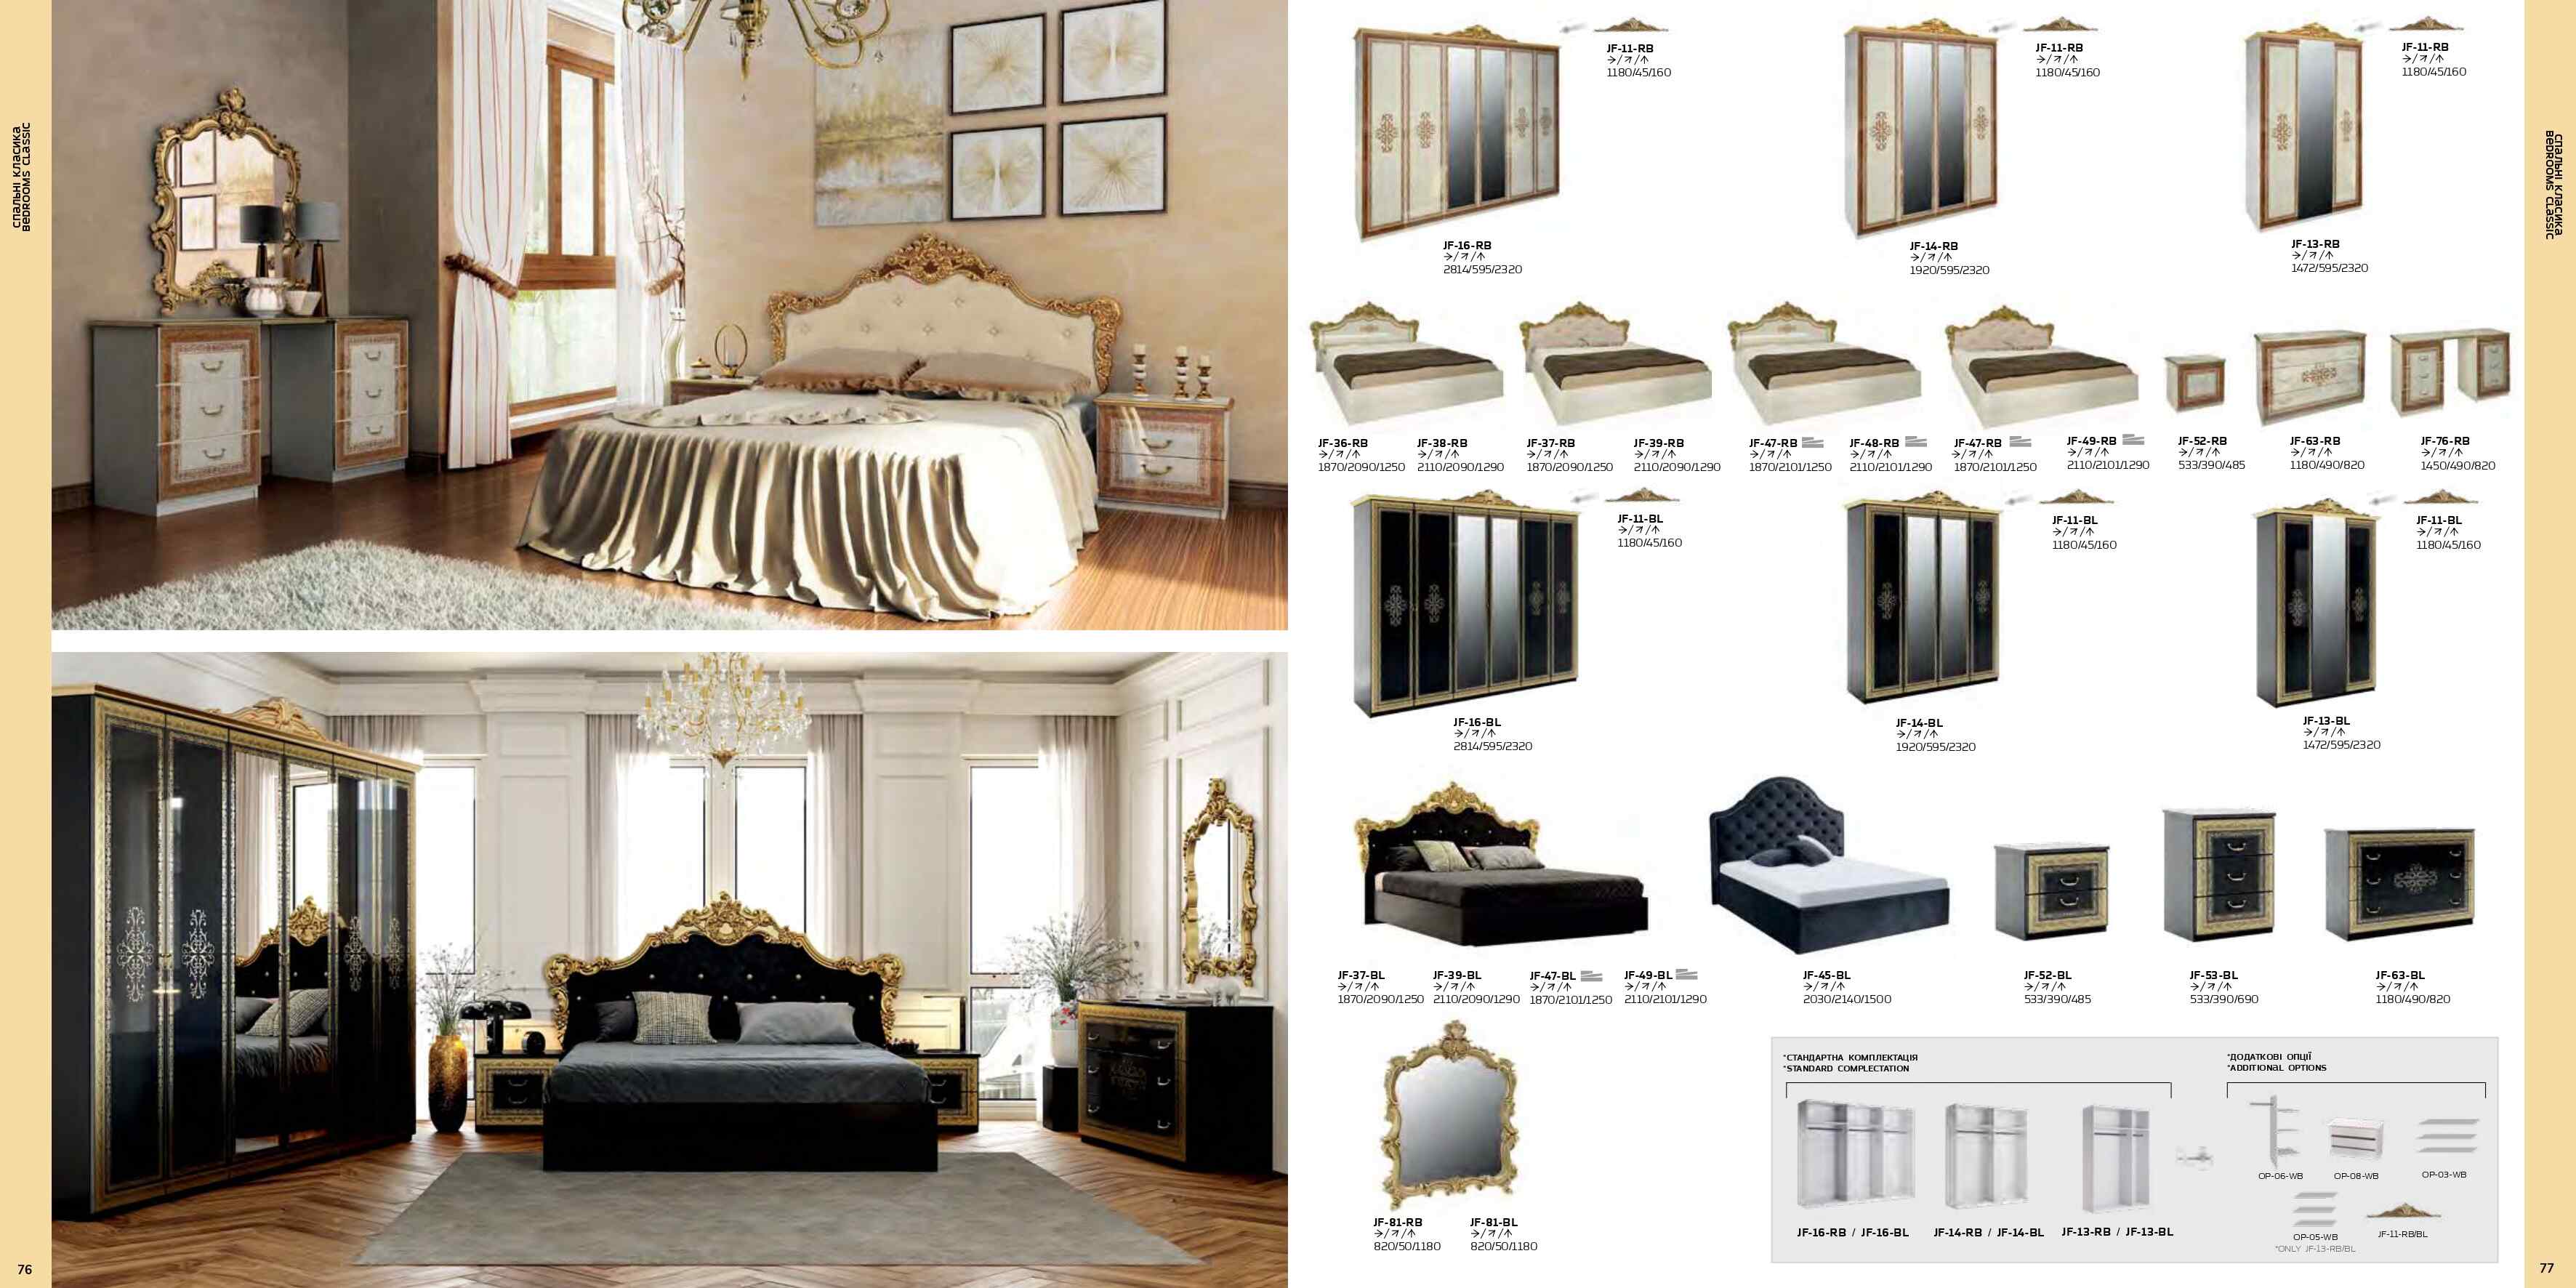 СПАЛЬНІ КЛАСИКА
BEDROOMS CLASSIC
76
JF-11-RB
→/↗/↑
1180/45/160
JF-11-RB
→/↗/↑
1180/45/160
JF-11-RB
→/↗/↑
1180/45/160
JF-16-RB
→/↗/↑
2814/595/2320
JF-14-RB
→/↗/↑
1920/595/2320
JF-13-RB
→/↗/↑
1472/595/2320
JF-36-RB
→/↗/↑
1870/2090/1250
JF-38-RB
→/↗/↑
2110/2090/1290
JF-37-RB
→/↗/↑
1870/2090/1250
JF-39-RB
→/↗/↑
2110/2090/1290
JF-47-RB
→/↗/↑
1870/2101/1250
JF-48-RB
→/↗/↑
2110/2101/1290
JF-47-RB
→/↗/↑
1870/2101/1250
JF-49-RB
→/↗/↑
2110/2101/1290
JF-52-RB
→/↗/↑
533/390/485
JF-63-RB
→/↗/↑
1180/490/820
JF-76-RB
→/↗/↑
1450/490/820
JF-11-BL
→/↗/↑
1180/45/160
JF-11-BL
→/↗/↑
1180/45/160
JF-11-BL
→/↗/↑
1180/45/160
JF-16-BL
→/↗/↑
2814/595/2320
JF-14-BL
→/↗/↑
1920/595/2320
JF-13-BL
→/↗/↑
1472/595/2320
JF-37-BL
→/↗/↑
1870/2090/1250
JF-39-BL
→/↗/↑
2110/2090/1290
JF-47-BL
→/↗/↑
1870/2101/1250
JF-49-BL
→/↗/↑
2110/2101/1290
JF-45-BL
→/↗/↑
2030/2140/1500
JF-52-BL
→/↗/↑
533/390/485
JF-53-BL
→/↗/↑
533/390/690
JF-63-BL
→/↗/↑
1180/490/820
JF-81-RB
→/↗/↑
820/50/1180
JF-81-BL
→/↗/↑
820/50/1180
*СТАНДАРТНА КОМПЛЕКТАЦІЯ
*STANDARD COMPLECTATION
JF-16-RB / JF-16-BL
JF-14-RB / JF-14-BL
JF-13-RB / JF-13-BL
*ДОДАТКОВІ ОПЦІЇ
*ADDITIONAL OPTIONS
OP-06-WB
OP-08-WB
OP-03-WB
OP-05-WB
*ONLY JF-13-RB/BL
JF-11-RB/BL
СПАЛЬНІ КЛАСИКА
BEDROOMS CLASSIC
77